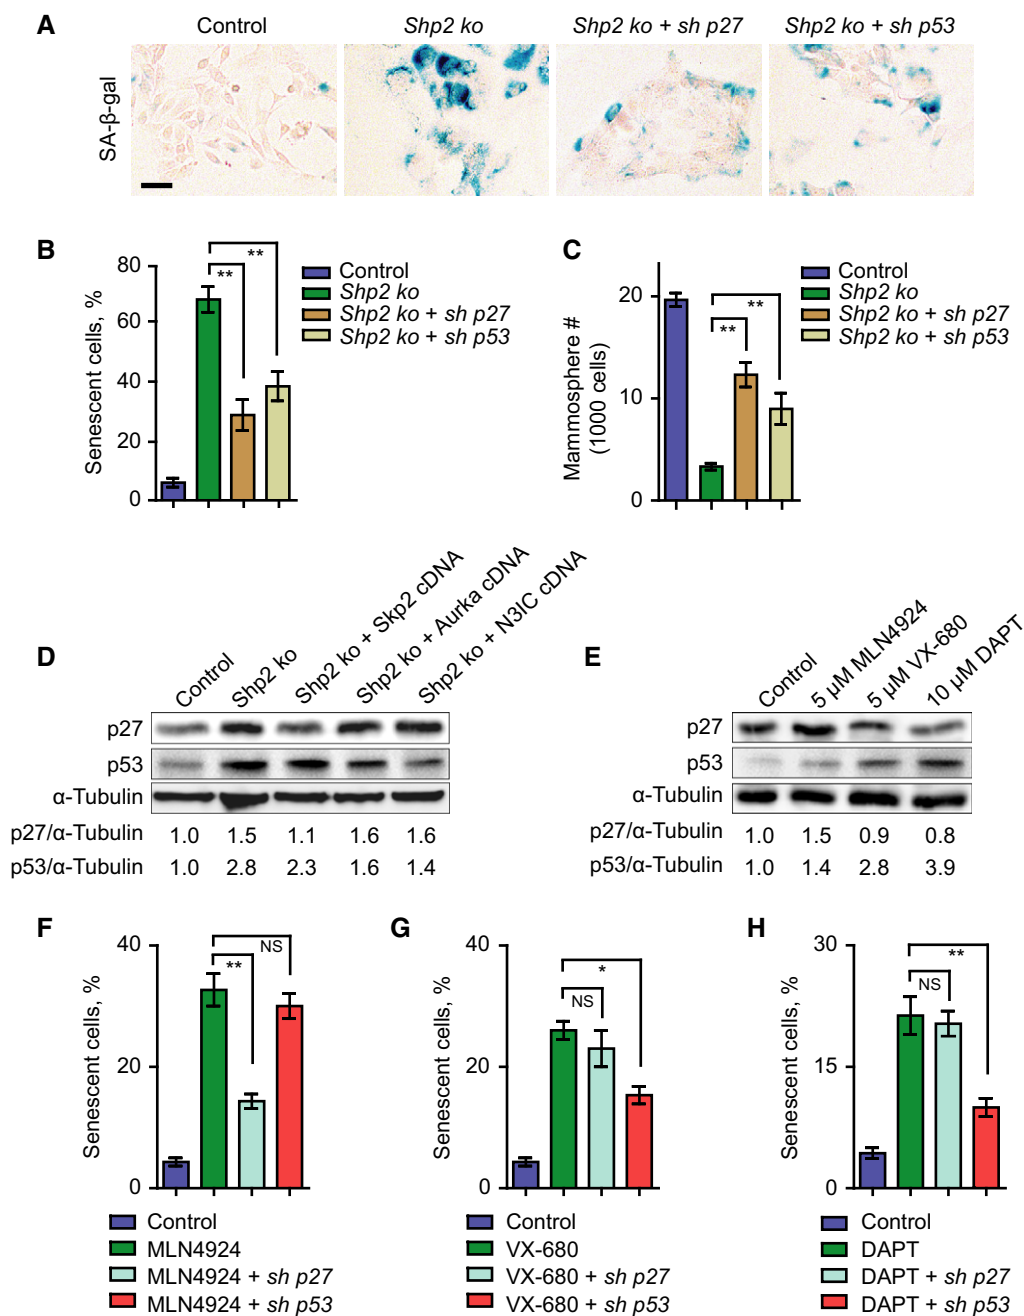 A
Control
Shp2 ko
Shp2 ko + sh p27
Shp2 ko + sh p53
SA-β-gal
B
Senescent cells, %
80
60
40
20
0
**
**
Control
Shp2 ko
Shp2 ko + sh p27
Shp2 ko + sh p53
C
Mammosphere #
(1000 cells)
20
10
0
**
**
Control
Shp2 ko
Shp2 ko + sh p27
Shp2 ko + sh p53
D
Control
Shp2 ko
Shp2 ko + Skp2 cDNA
Shp2 ko + Aurka cDNA
Shp2 ko + N3IC cDNA
p27
p53
α-Tubulin
p27/α-Tubulin 1.0 1.5 1.1 1.6 1.6
p53/α-Tubulin 1.0 2.8 2.3 1.6 1.4
E
Control
5 µM MLN4924
5 µM VX-680
10 µM DAPT
p27
p53
α-Tubulin
p27/α-Tubulin 1.0 1.5 0.9 0.8
p53/α-Tubulin 1.0 1.4 2.8 3.9
F
Senescent cells, %
40
20
0
NS
**
Control
MLN4924
MLN4924 + sh p27
MLN4924 + sh p53
G
Senescent cells, %
40
20
0
*
NS
Control
VX-680
VX-680 + sh p27
VX-680 + sh p53
H
Senescent cells, %
30
15
0
**
NS
Control
DAPT
DAPT + sh p27
DAPT + sh p53